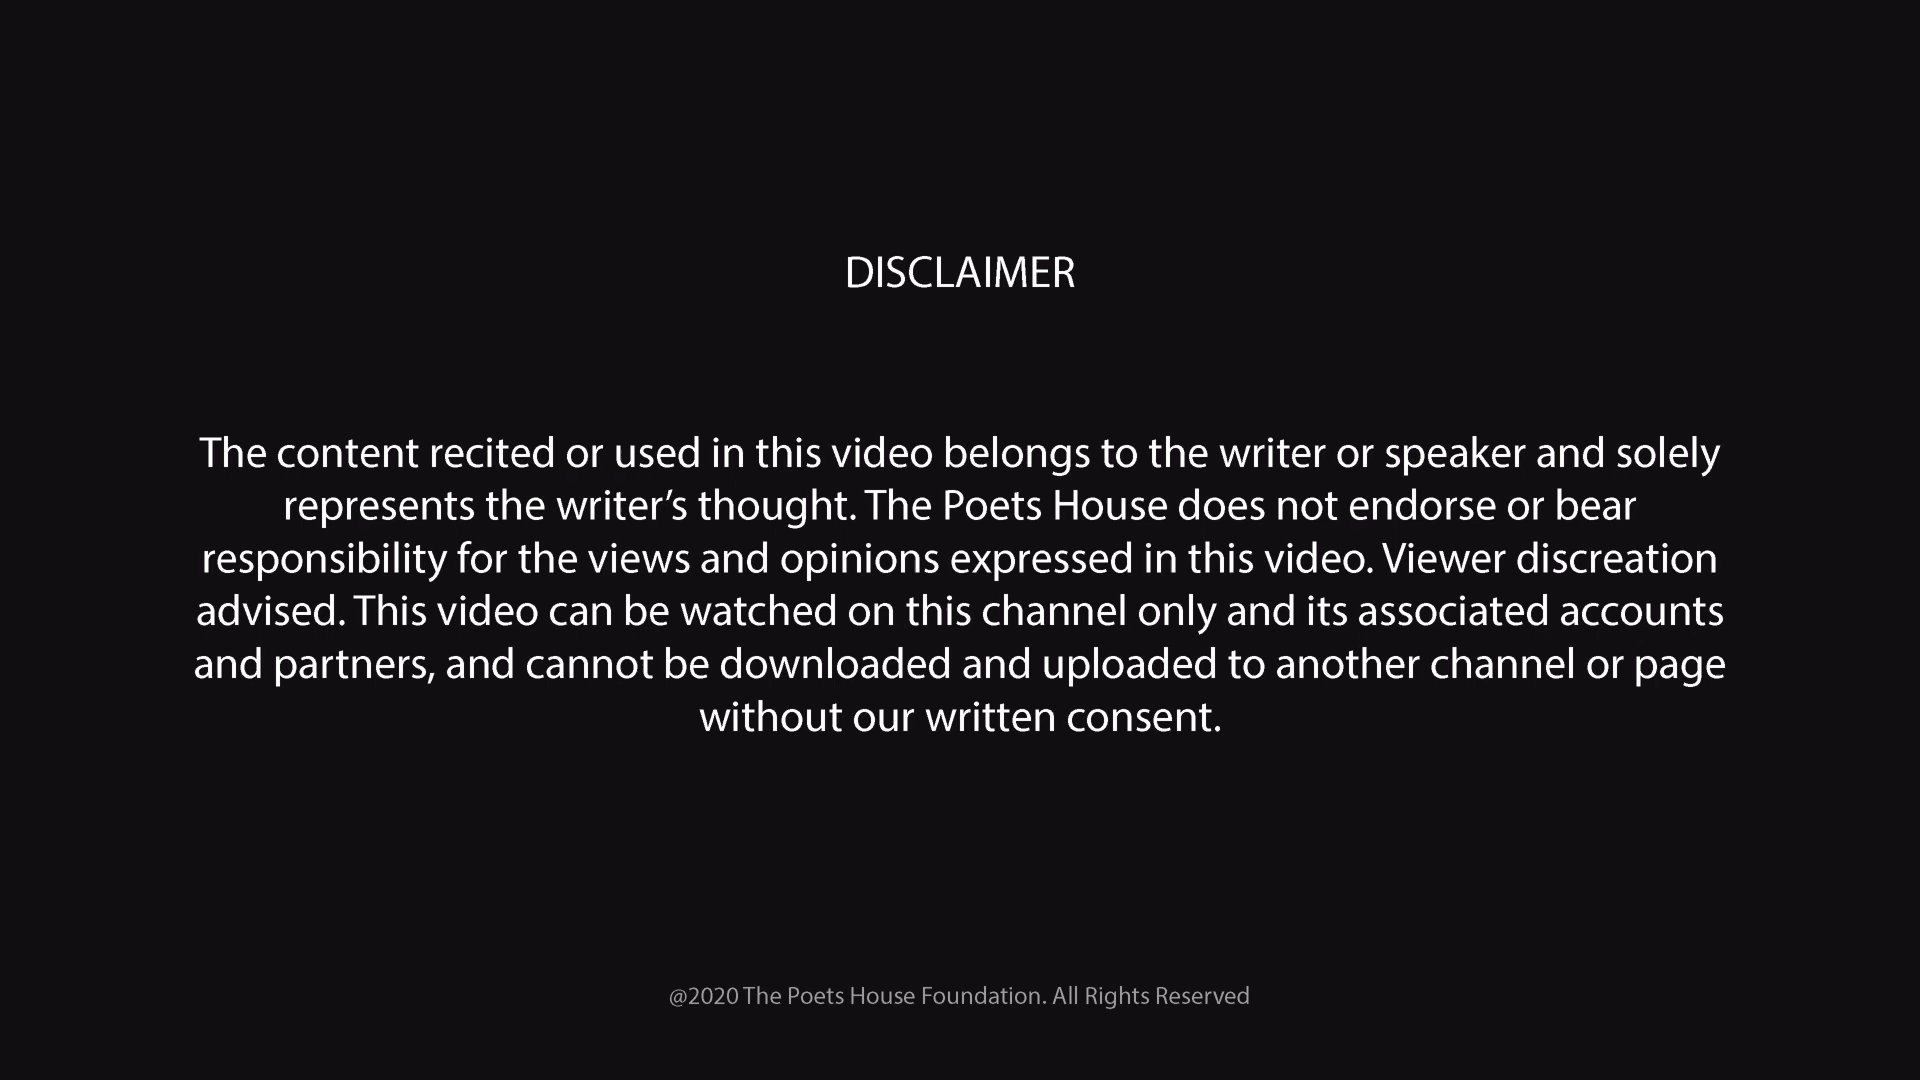 DISCLAIMER
The content recited or used in this video belongs to the writer or speaker and solely
represents the writer’s thought. The Poets House does not endorse or bear
responsibility for the views and opinions expressed in this video. Viewer discreation
advised. This video can be watched on this channel only and its associated accounts
and partners, and cannot be downloaded and uploaded to another channel or page
without our written consent.
@2020 The Poets House Foundation. All Rights Reserved